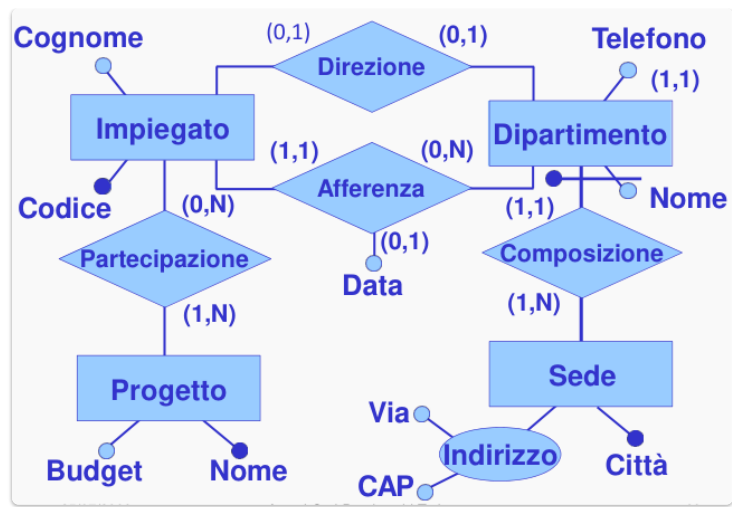 Cognome
(0,1)
(0,1)
Telefono
Direzione
(1,1)
Impiegato
Dipartimento
(1,1)
(0,N)
Afferenza
Codice
(0,N)
(1,1)
Nome
(0,1)
Partecipazione
Composizione
Data
(1,N)
(1,N)
Progetto
Sede
Via
Indirizzo
Budget
Nome
Città
CAP